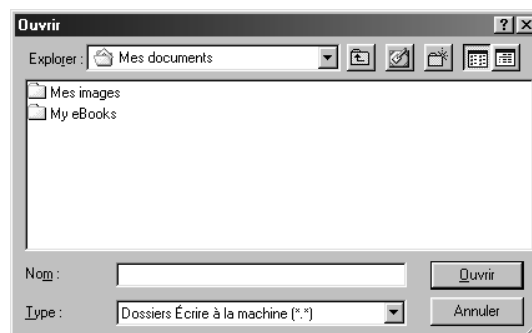 Ouvrir
Explorer : Mes documents
Mes images
My eBooks
Nom :
Ouvrir
Type : Dossiers Écrire à la machine (*.*)
Annuler